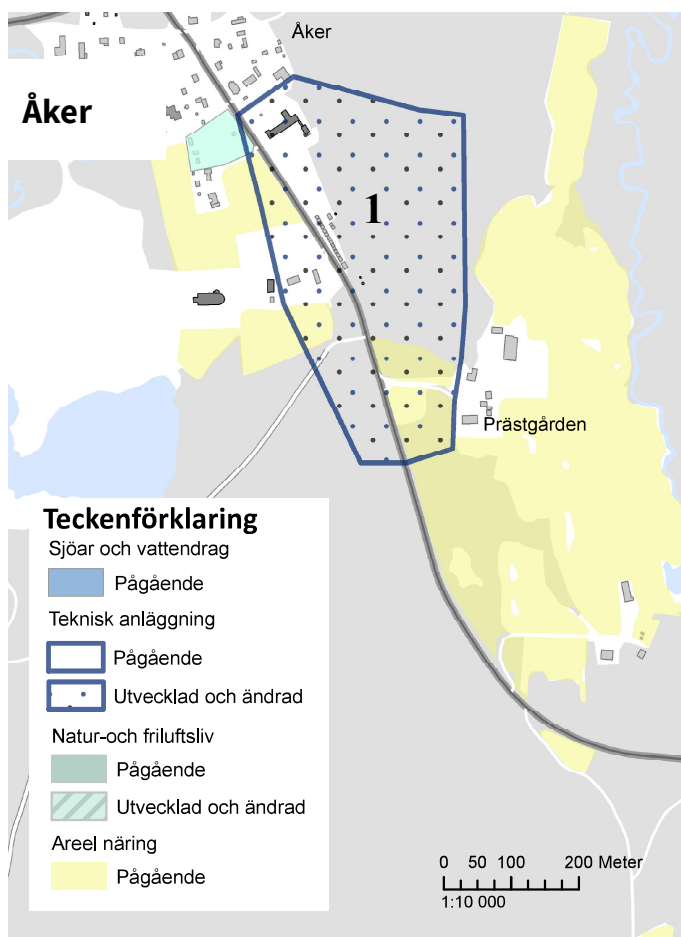 Åker
Åker
1
Prästgården
Teckenförklaring
Sjöar och vattendrag
Pågående
Teknisk anläggning
Pågående
Utvecklad och ändrad
Natur-och friluftsliv
Pågående
Utvecklad och ändrad
Areel näring
Pågående
0 50 100 200 Meter
1:10 000